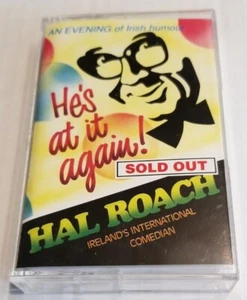 AN EVENING of Irish humour
He's
at it
again!
SOLD OUT
HAL ROACH
IRELAND'S INTERNATIONAL
COMEDIAN